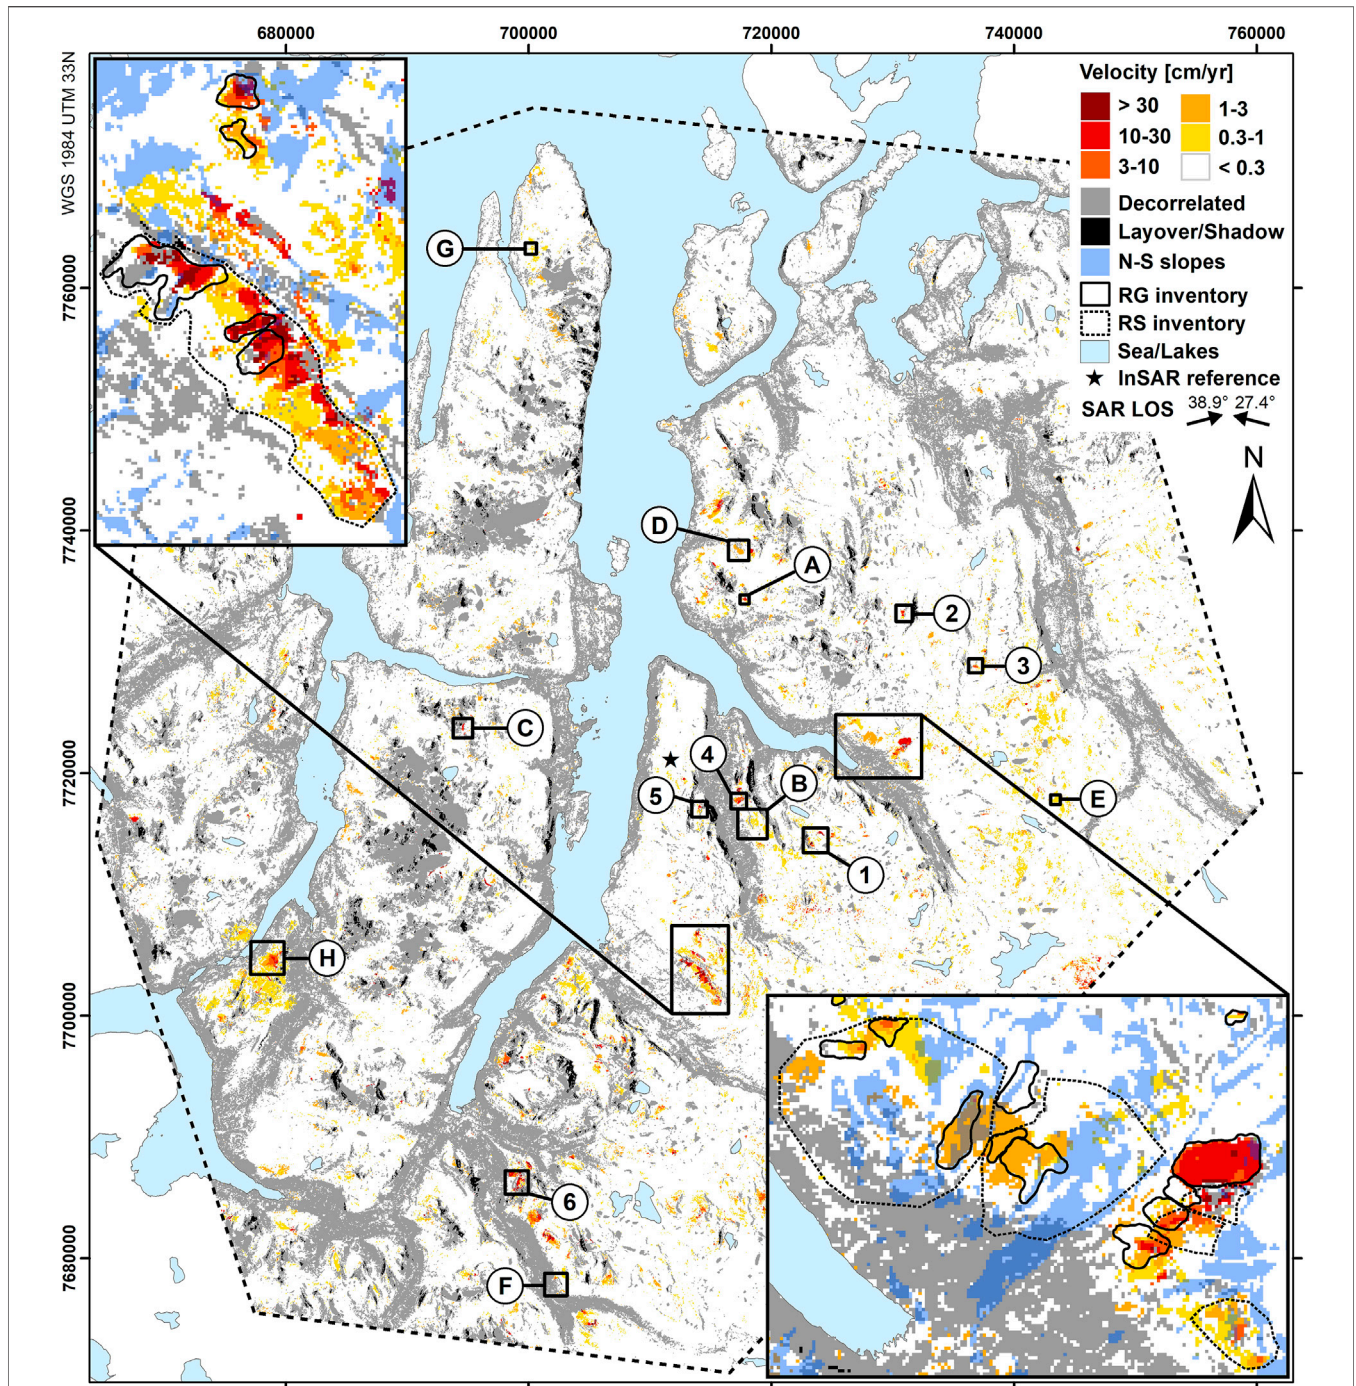 680000
700000
720000
740000
760000
WGS 1984 UTM 33N
Velocity [cm/yr]
> 30
1-3
10-30
0.3-1
3-10
< 0.3
Decorrelated
Layover/Shadow
N-S slopes
RG inventory
RS inventory
Sea/Lakes
InSAR reference
SAR LOS 38.9° 27.4°
N
7760000
7740000
7720000
7700000
7680000
G
D
A
2
3
C
4
B
5
E
1
H
6
F